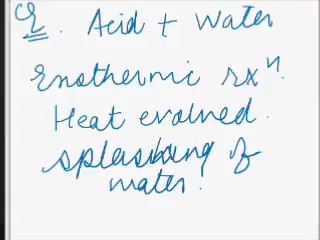 Q. Acid + Water
Exothermic rxⁿ.
Heat evolved.
splashing of
water.